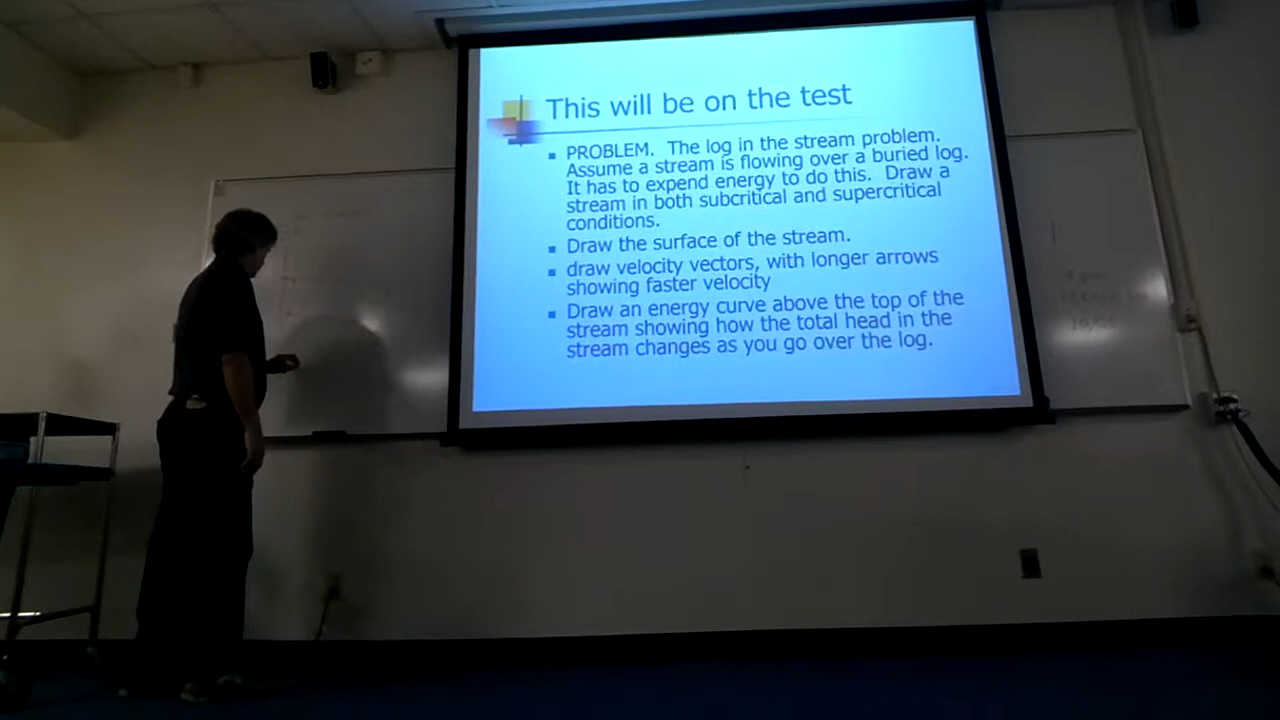 This will be on the test
PROBLEM. The log in the stream problem.
Assume a stream is flowing over a buried log.
It has to expend energy to do this. Draw a
stream in both subcritical and supercritical
conditions.
Draw the surface of the stream.
draw velocity vectors, with longer arrows
showing faster velocity
Draw an energy curve above the top of the
stream showing how the total head in the
stream changes as you go over the log.